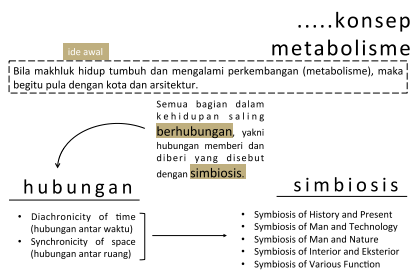 .....konsep
metabolisme
ide awal
Bila makhluk hidup tumbuh dan mengalami perkembangan (metabolisme), maka
begitu pula dengan kota dan arsitektur.
Semua bagian dalam
kehidupan saling
berhubungan, yakni
hubungan memberi dan
diberi yang disebut
dengan simbiosis.
hubungan
• Diachronicity of time
(hubungan antar waktu)
• Synchronicity of space
(hubungan antar ruang)
simbiosis
• Symbiosis of History and Present
• Symbiosis of Man and Technology
• Symbiosis of Man and Nature
• Symbiosis of Interior and Eksterior
• Symbiosis of Various Function